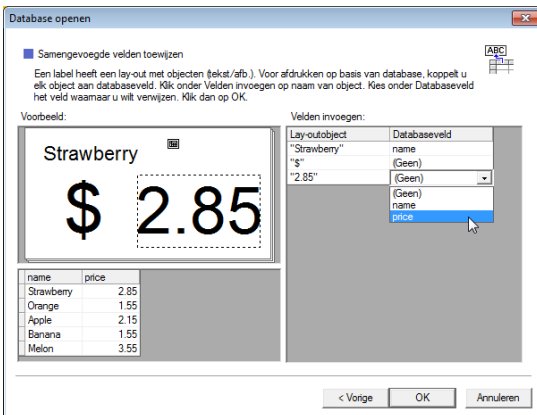 Database openen
Samengevoegde velden toewijzen
ABC
Een label heeft een lay-out met objecten (tekst/afb.). Voor afdrukken op basis van database, koppelt u
elk object aan databaseveld. Klik onder Velden invoegen op naam van object. Kies onder Databaseveld
het veld waarnaar u wilt verwijzen. Klik dan op OK.
Voorbeeld:
Strawberry
$ 2.85
name price
Strawberry 2.85
Orange 1.55
Apple 2.15
Banana 1.55
Melon 3.55
Velden invoegen:
Lay-outobject Databaseveld
"Strawberry" name
"$" (Geen)
"2.85" (Geen)
(Geen)
name
price
< Vorige OK Annuleren